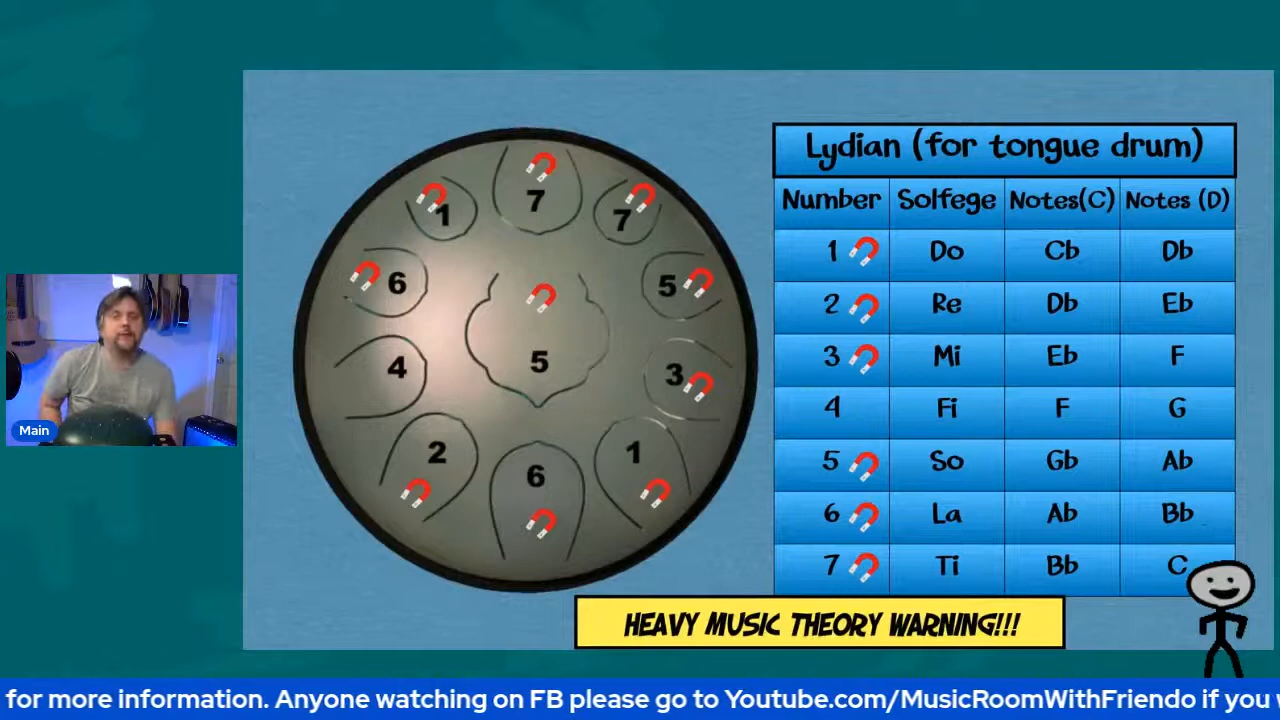 7
1
7
6
5
5
4
3
2
6
1
Lydian (for tongue drum)
Number Solfege Notes(C) Notes (D)
1 Do Cb Db
2 Re Db Eb
3 Mi Eb F
4 Fi F G
5 So Gb Ab
6 La Ab Bb
7 Ti Bb C
Main
HEAVY MUSIC THEORY WARNING!!!
for more information. Anyone watching on FB please go to Youtube.com/MusicRoomWithFriendo if you